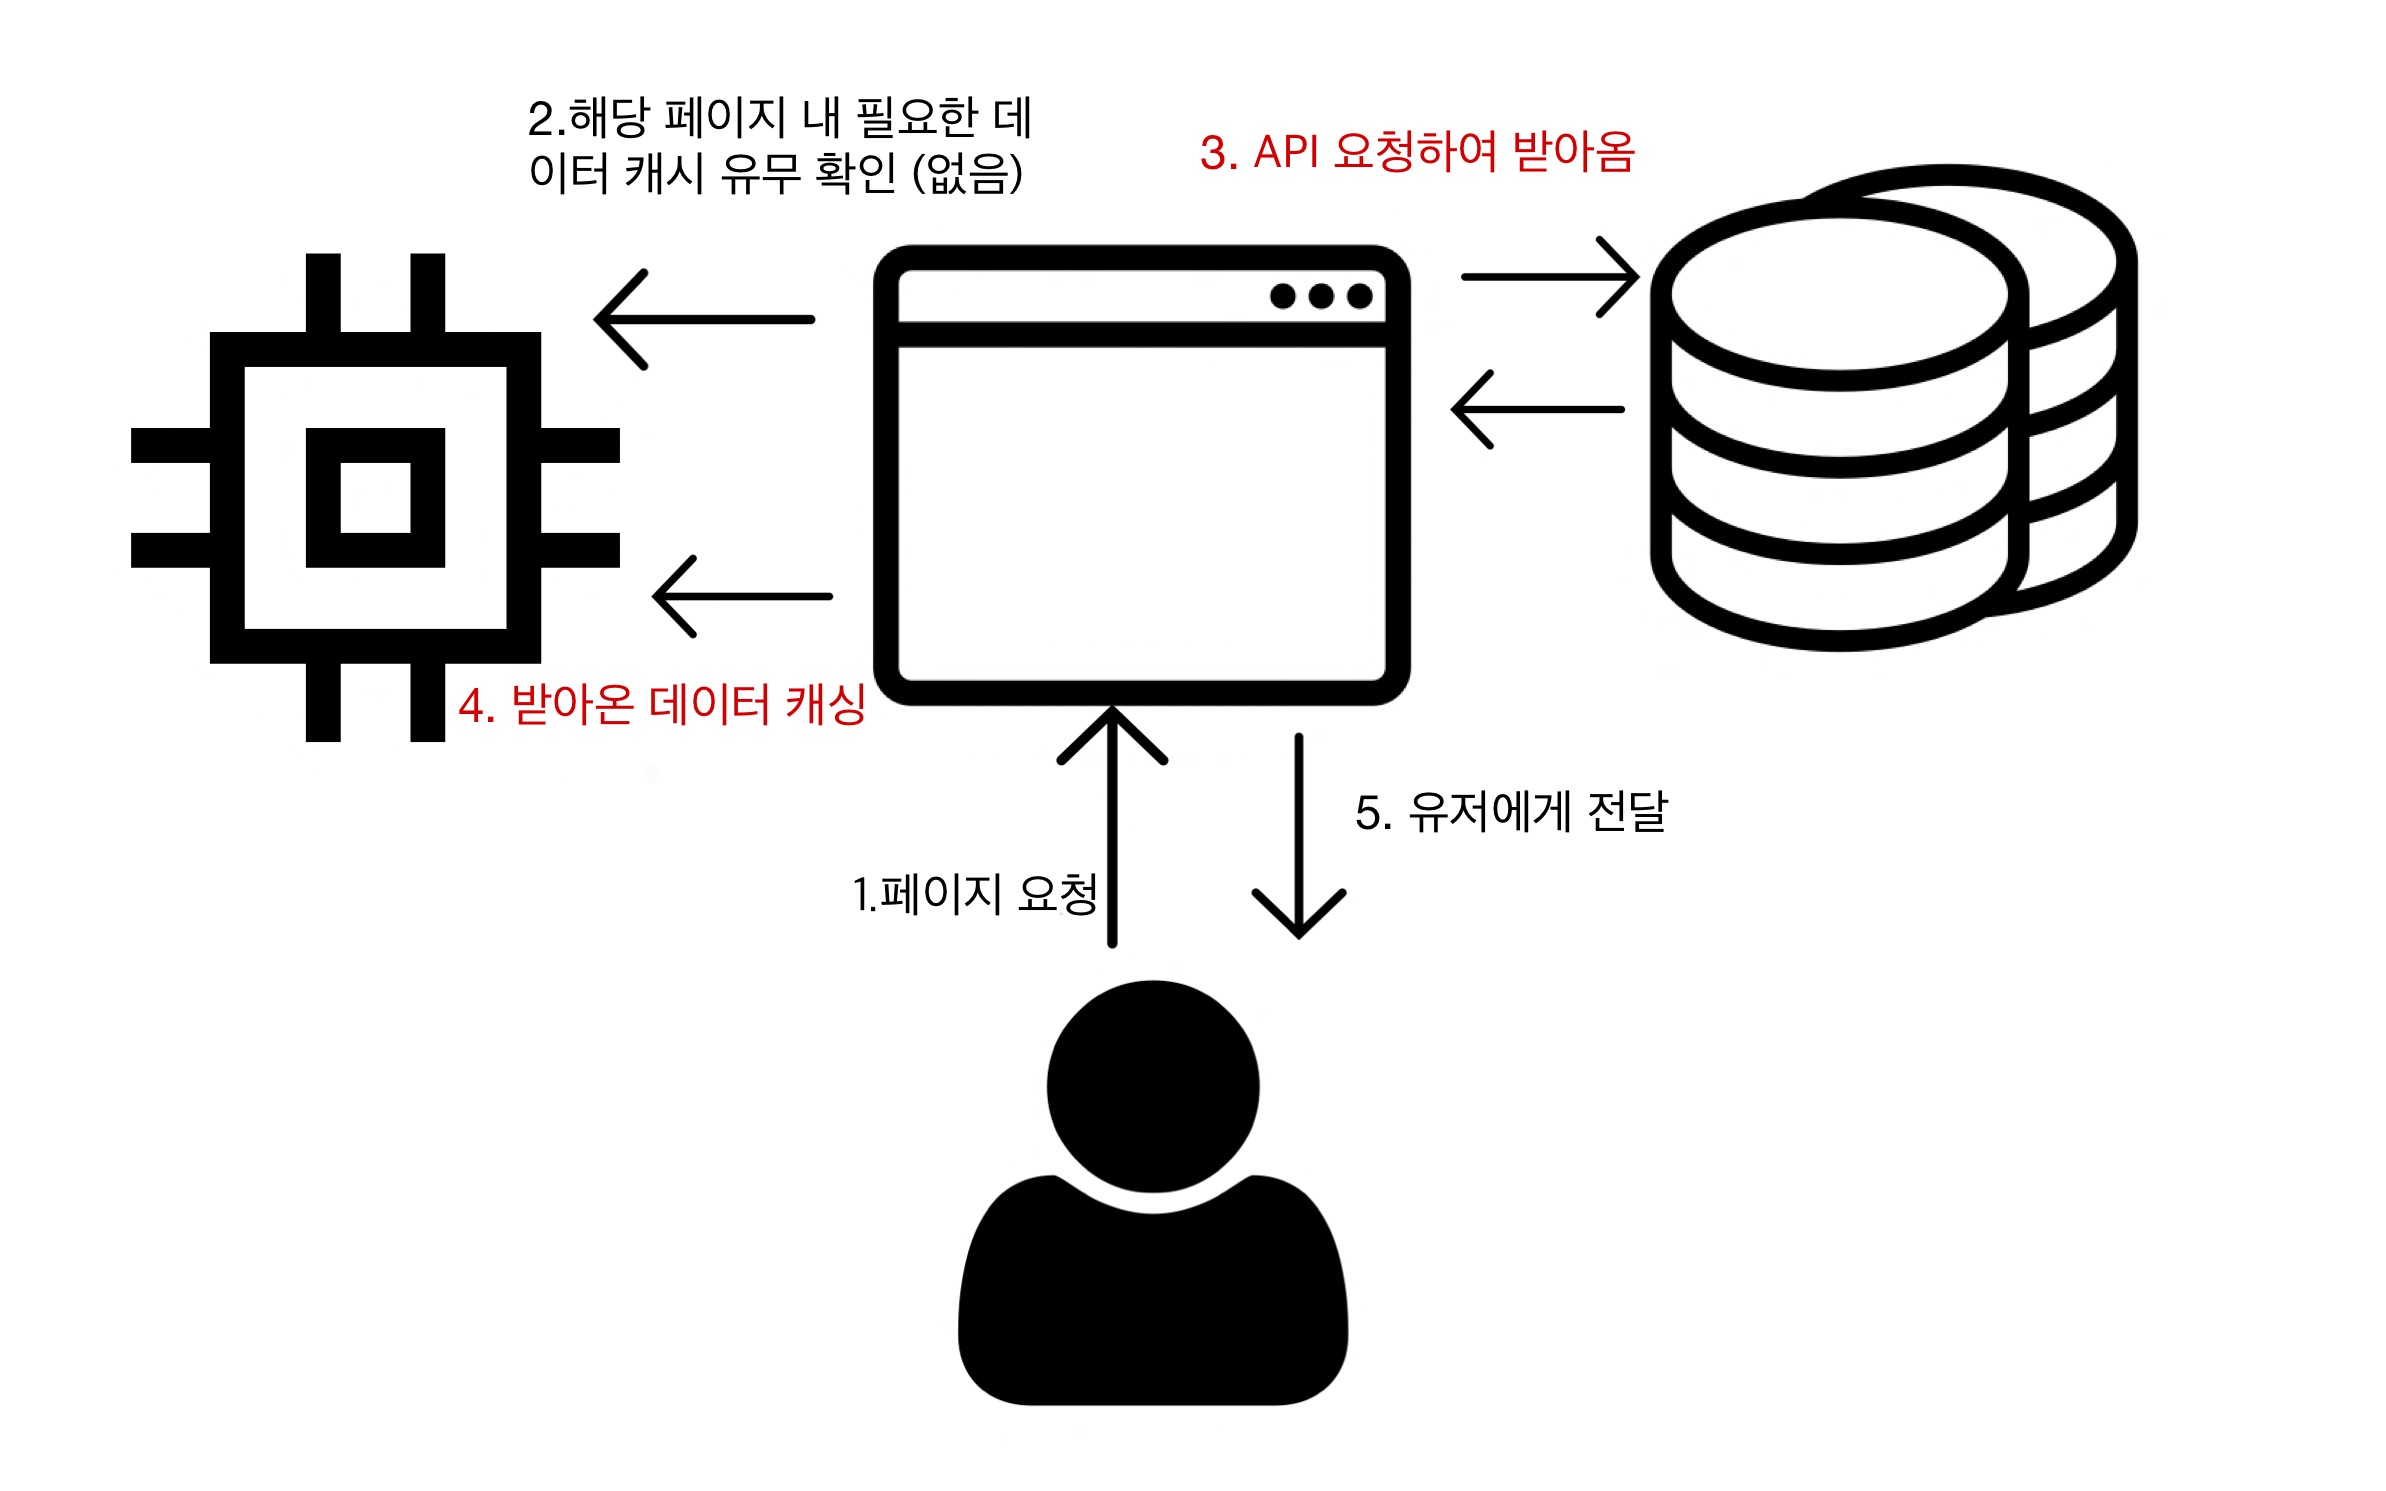 2.해당 페이지 내 필요한 데
이터 캐시 유무 확인 (없음)
3. API 요청하여 받아옴
4. 받아온 데이터 캐싱
5. 유저에게 전달
1.페이지 요청